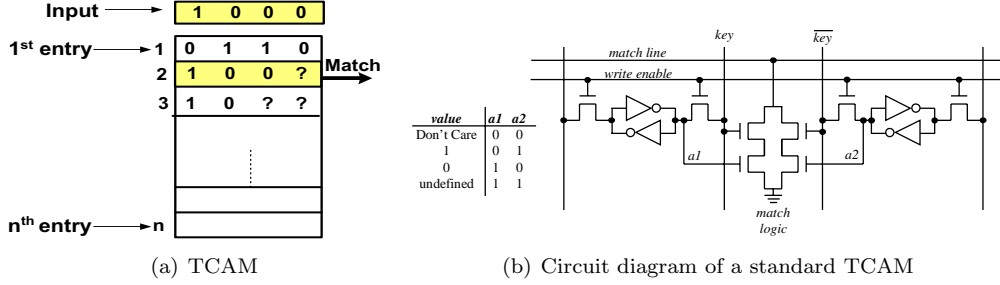 Input 1 0 0 0
1st entry 1 0 1 1 0
2 1 0 0 ? Match
3 1 0 ? ?
nth entry n
(a) TCAM
key key
match line
write enable
value a1 a2
Don't Care 0 0
1 0 1
0 1 0
undefined 1 1
a1 a2
match
logic
(b) Circuit diagram of a standard TCAM